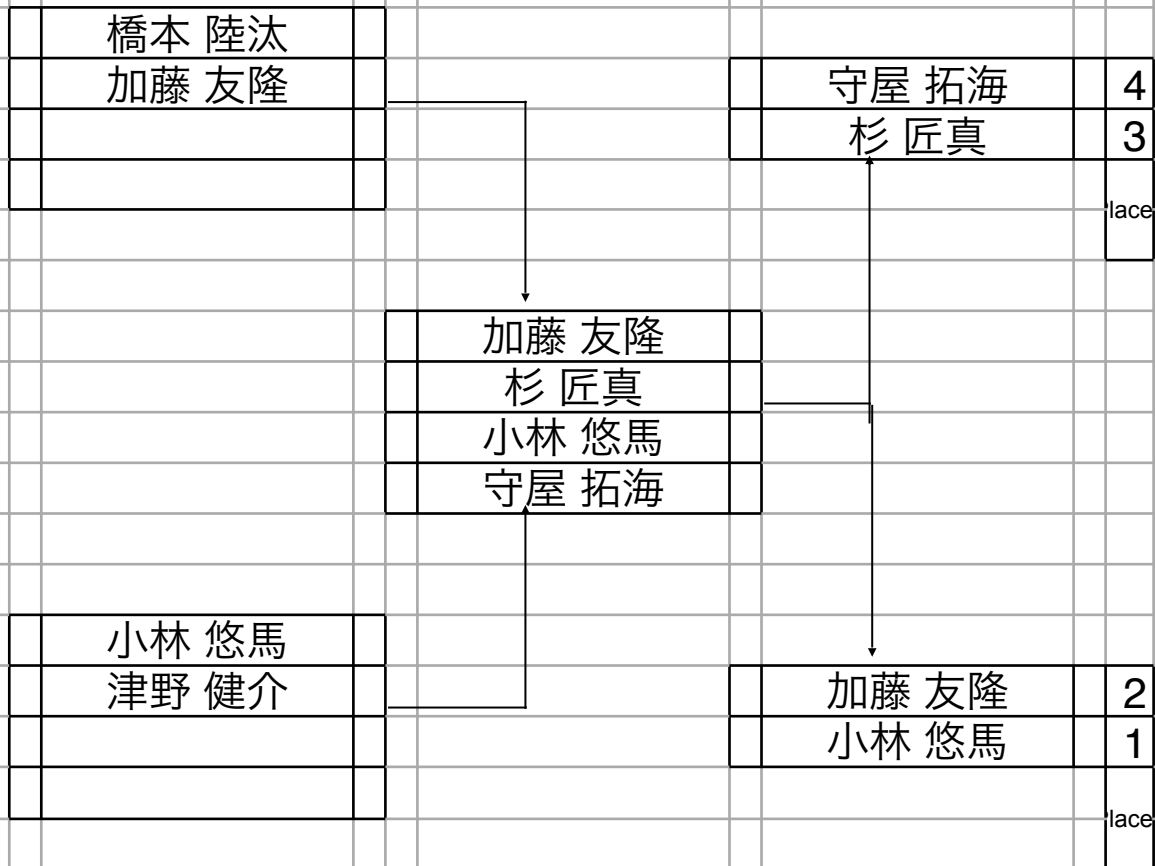 橋本 陸汰
加藤 友隆
守屋 拓海 4
杉 匠真 3
lace
加藤 友隆
杉 匠真
小林 悠馬
守屋 拓海
小林 悠馬
津野 健介
加藤 友隆 2
小林 悠馬 1
lace